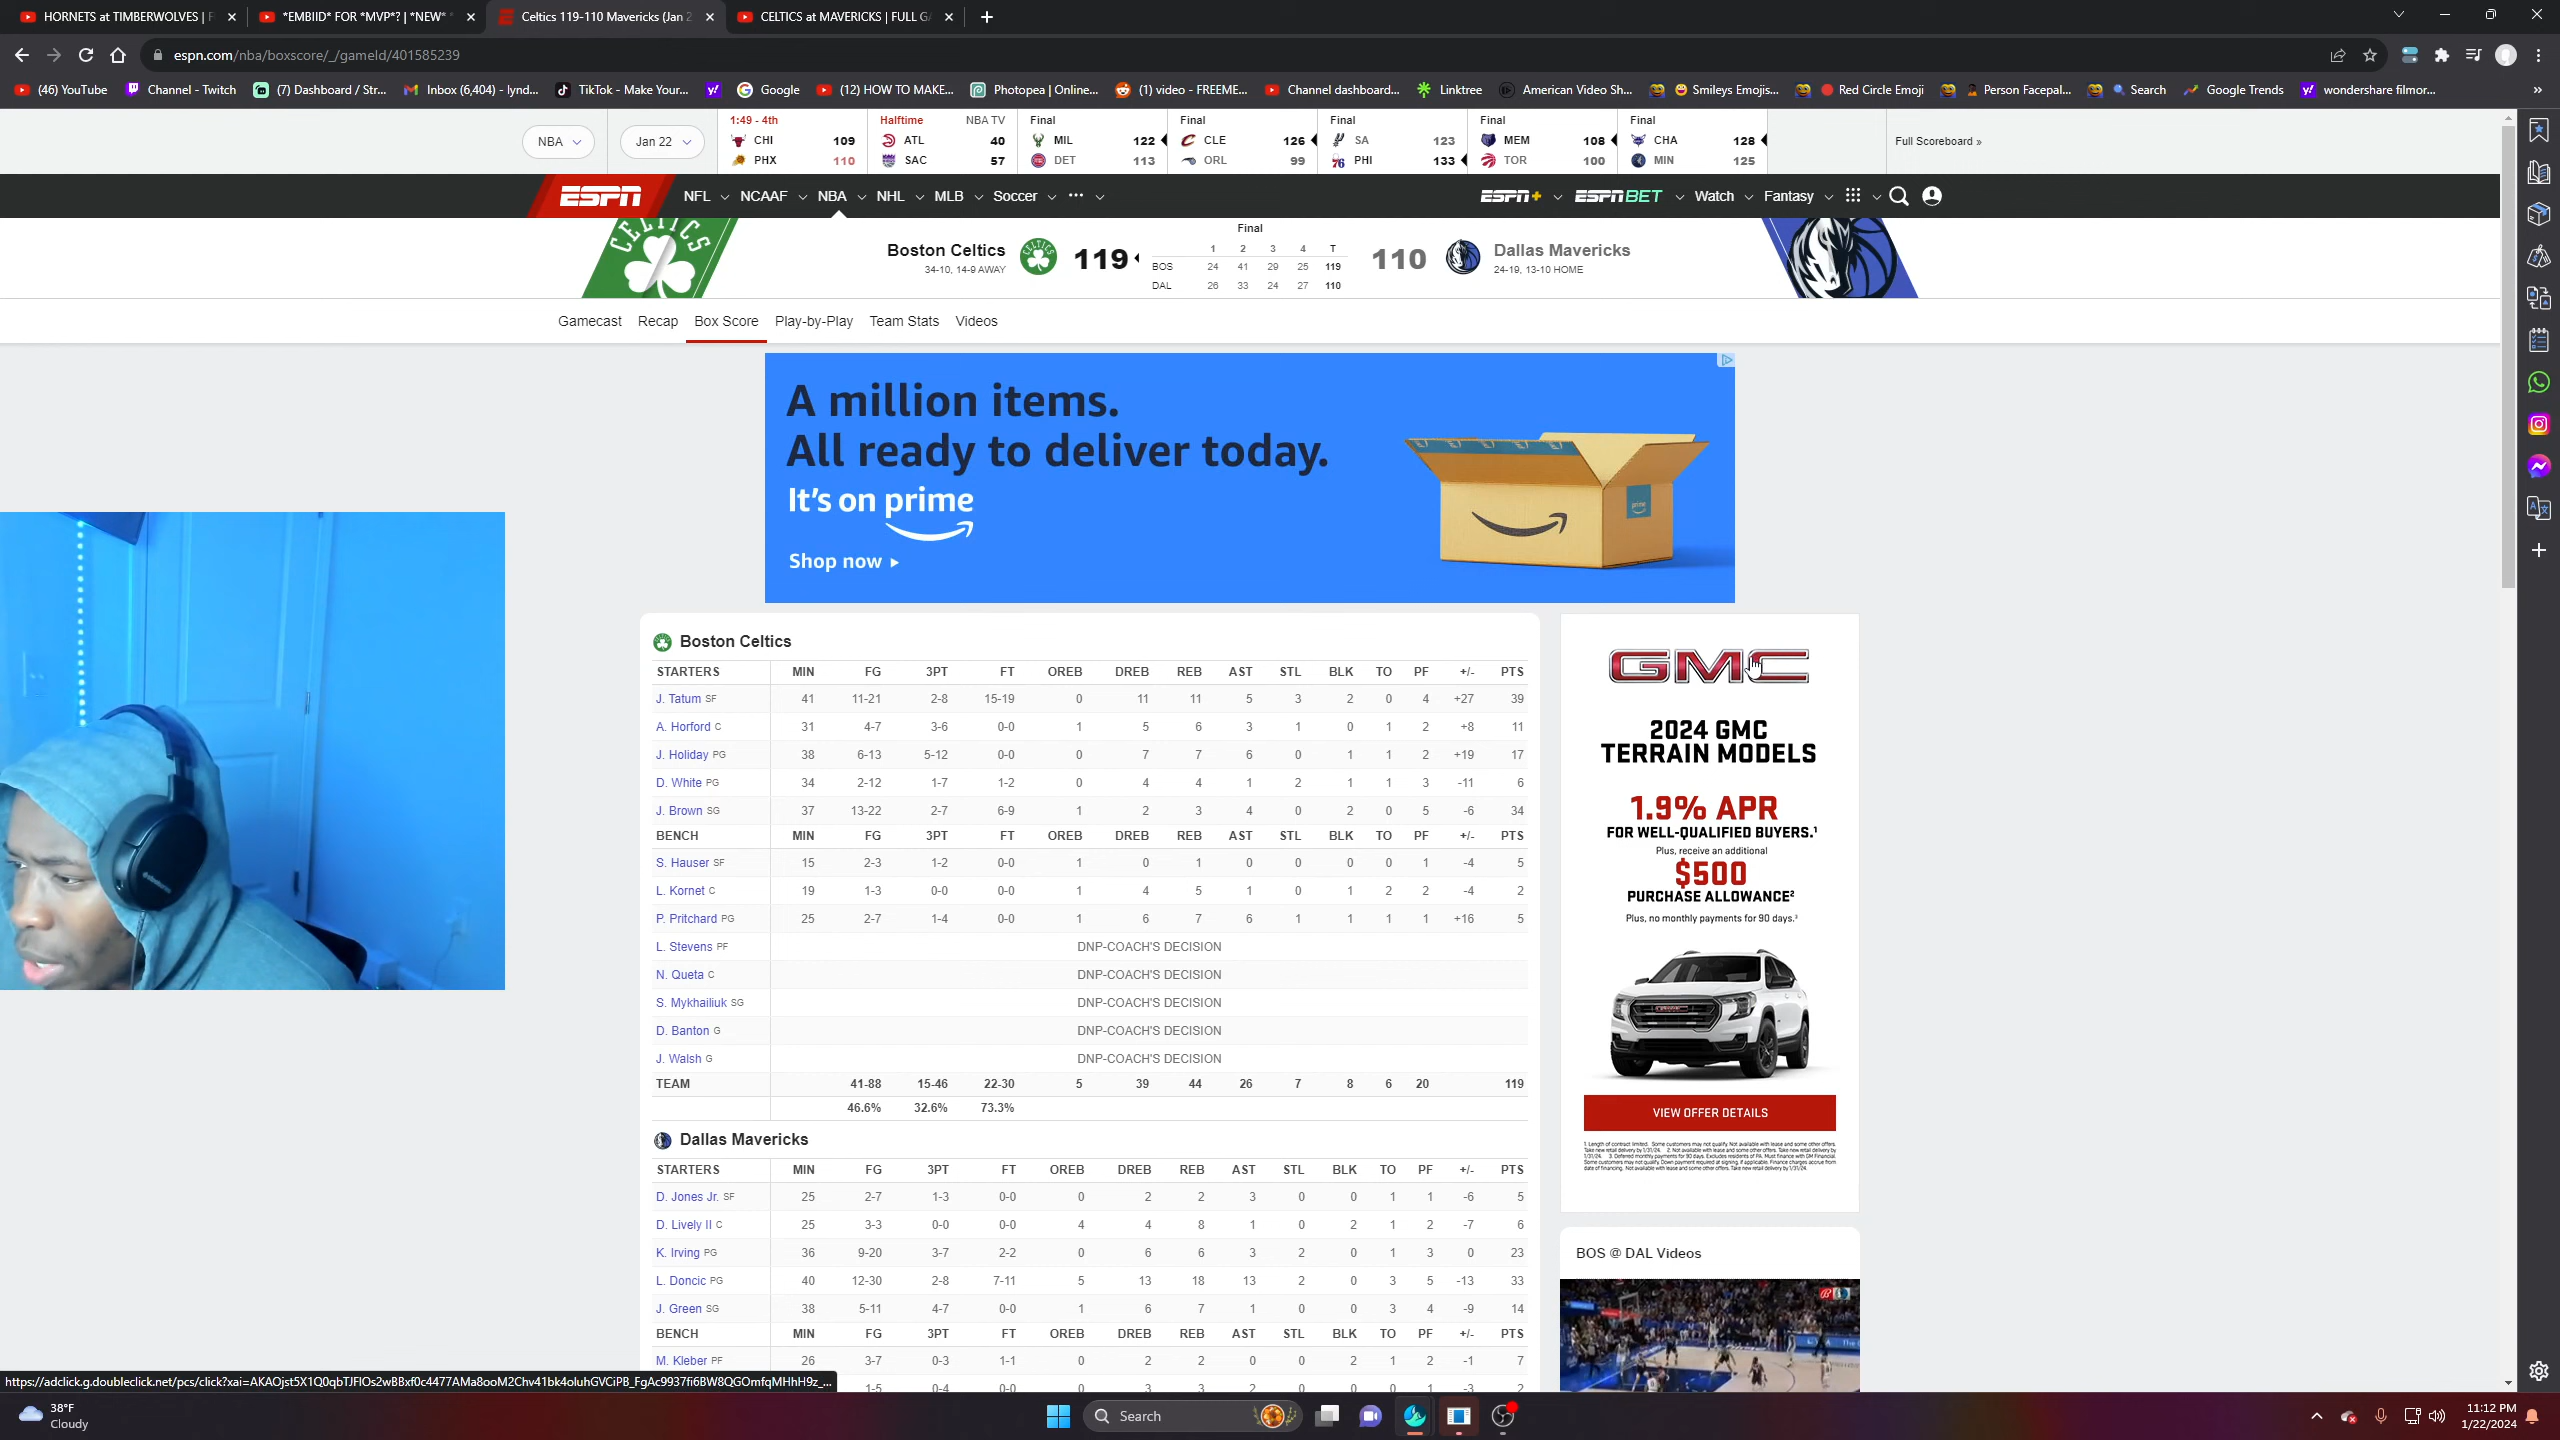 HORNETS at TIMBERWOLVES | F
*EMBIID* FOR *MVP*? | *NEW*
Celtics 119-110 Mavericks (Jan 2
CELTICS at MAVERICKS | FULL GA
espn.com/nba/boxscore/_/gameId/401585239
(46) YouTube
Channel - Twitch
(7) Dashboard / Str...
Inbox (6,404) - lynd...
TikTok - Make Your...
Google
(12) HOW TO MAKE...
Photopea | Online...
(1) video - FREEME...
Channel dashboard...
Linktree
American Video Sh...
Smileys Emojis...
Red Circle Emoji
Person Facepal...
Search
Google Trends
wondershare filmor...
NBA
Jan 22
1:49 - 4th
CHI 109
PHX 110
Halftime NBA TV
ATL 40
SAC 57
Final
MIL 122
DET 113
Final
CLE 126
ORL 99
Final
SA 123
PHI 133
Final
MEM 108
TOR 100
Final
CHA 128
MIN 125
Full Scoreboard »
ESPN NFL NCAAF NBA NHL MLB Soccer ••• ESPN+ ESPN BET Watch Fantasy
CELTICS
Boston Celtics
34-10, 14-9 AWAY
119
Final
1 2 3 4 T
BOS 24 41 29 25 119
DAL 26 33 24 27 110
110
Dallas Mavericks
24-19, 13-10 HOME
Gamecast Recap Box Score Play-by-Play Team Stats Videos
A million items.
All ready to deliver today.
It's on prime
Shop now
prime
Boston Celtics
STARTERS MIN FG 3PT FT OREB DREB REB AST STL BLK TO PF +/- PTS
J. Tatum SF 41 11-21 2-8 15-19 0 11 11 5 3 2 0 4 +27 39
A. Horford C 31 4-7 3-6 0-0 1 5 6 3 1 0 1 2 +8 11
J. Holiday PG 38 6-13 5-12 0-0 0 7 7 6 0 1 1 2 +19 17
D. White PG 34 2-12 1-7 1-2 0 4 4 1 2 1 1 3 -11 6
J. Brown SG 37 13-22 2-7 6-9 1 2 3 4 0 2 0 5 -6 34
BENCH MIN FG 3PT FT OREB DREB REB AST STL BLK TO PF +/- PTS
S. Hauser SF 15 2-3 1-2 0-0 1 0 1 0 0 0 0 1 -4 5
L. Kornet C 19 1-3 0-0 0-0 1 4 5 1 0 1 2 2 -4 2
P. Pritchard PG 25 2-7 1-4 0-0 1 6 7 6 1 1 1 1 +16 5
L. Stevens PF DNP-COACH'S DECISION
N. Queta C DNP-COACH'S DECISION
S. Mykhailiuk SG DNP-COACH'S DECISION
D. Banton G DNP-COACH'S DECISION
J. Walsh G DNP-COACH'S DECISION
TEAM 41-88 15-46 22-30 5 39 44 26 7 8 6 20 119
46.6% 32.6% 73.3%
Dallas Mavericks
STARTERS MIN FG 3PT FT OREB DREB REB AST STL BLK TO PF +/- PTS
D. Jones Jr. SF 25 2-7 1-3 0-0 0 2 2 3 0 0 1 1 -6 5
D. Lively II C 25 3-3 0-0 0-0 4 4 8 1 0 2 1 2 -7 6
K. Irving PG 36 9-20 3-7 2-2 0 6 6 3 2 0 1 3 0 23
L. Doncic PG 40 12-30 2-8 7-11 5 13 18 13 2 0 3 5 -13 33
J. Green SG 38 5-11 4-7 0-0 1 6 7 1 0 0 3 4 -9 14
BENCH MIN FG 3PT FT OREB DREB REB AST STL BLK TO PF +/- PTS
M. Kleber PF 26 3-7 0-3 1-1 0 2 2 0 0 2 1 2 -1 7
1-5 0-4 0-0 0 3 3 2 0 0 0 1 -3 2
GMC
2024 GMC
TERRAIN MODELS
1.9% APR
FOR WELL-QUALIFIED BUYERS.¹
Plus, receive an additional
$500
PURCHASE ALLOWANCE²
Plus, no monthly payments for 90 days.³
VIEW OFFER DETAILS
BOS @ DAL Videos
38°F
Cloudy
Search
11:12 PM
1/22/2024